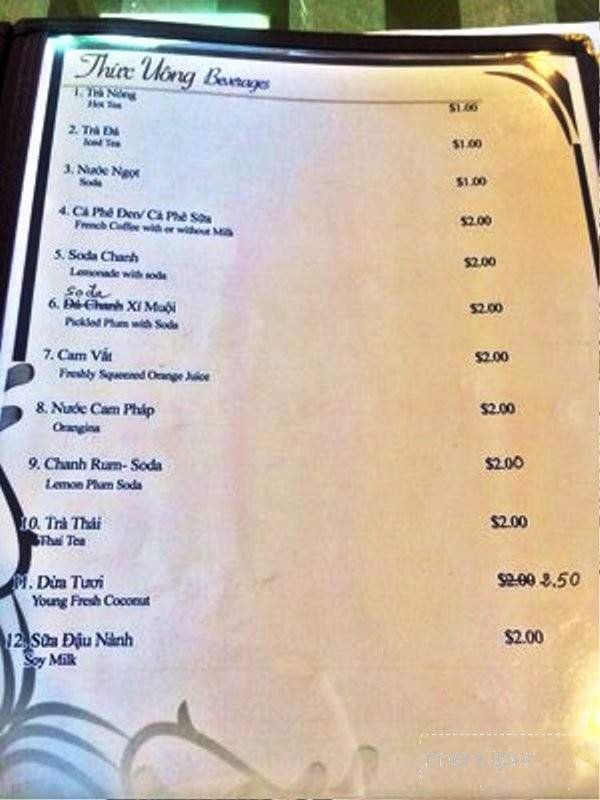 Thức Uống Beverages
1. Trà Nóng $1.00
Hot Tea
2. Trà Đá $1.00
Iced Tea
3. Nước Ngọt $1.00
Soda
4. Cà Phê Đen/ Cà Phê Sữa $2.00
French Coffee with or without Milk
5. Soda Chanh $2.00
Lemonade with soda
Soda
6. Đá Chanh Xí Muội $2.00
Pickled Plum with Soda
7. Cam Vắt $2.00
Freshly Squeezed Orange Juice
8. Nước Cam Pháp $2.00
Orangina
9. Chanh Rum- Soda $2.00
Lemon Plum Soda
10. Trà Thái $2.00
Thai Tea
11. Dừa Tươi $2.00 2.50
Young Fresh Coconut
12. Sữa Đậu Nành $2.00
Soy Milk